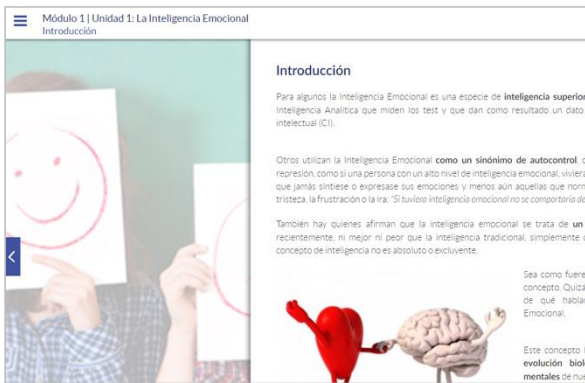 Módulo 1 | Unidad 1: La Inteligencia Emocional
Introducción
Introducción
Para algunos la Inteligencia Emocional es una especie de inteligencia superior
Inteligencia Analítica que miden los test y que dan como resultado un dato
intelectual (CI).
Otros utilizan la Inteligencia Emocional como un sinónimo de autocontrol,
represión, como si una persona con un alto nivel de inteligencia emocional, viviera
que jamás sintiese o expresase sus emociones y menos aún aquellas que norm
tristeza, la frustración o la ira: "Si tuviera inteligencia emocional no se comportaría de
También hay quienes afirman que la inteligencia emocional se trata de un
recientemente, ni mejor ni peor que la inteligencia tradicional, simplemente
concepto de inteligencia no es absoluto o excluyente.
Sea como fuere
concepto. Quizá
de qué habla
Emocional.
Este concepto
evolución biol
mentales de nue